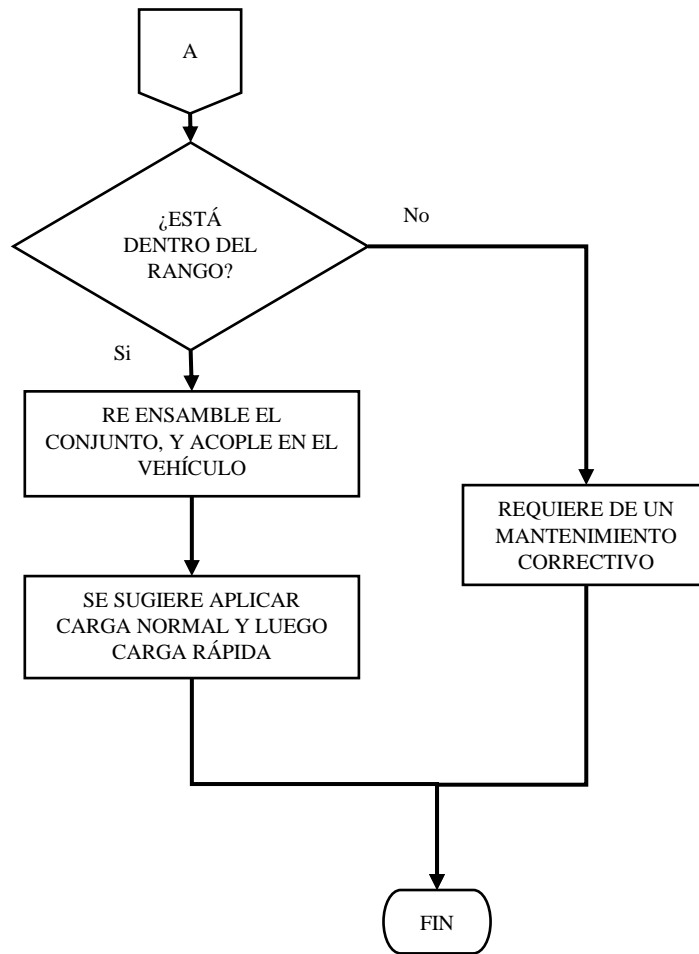 A
¿ESTÁ
DENTRO DEL
RANGO?
No
Si
RE ENSAMBLE EL
CONJUNTO, Y ACOPLE EN EL
VEHÍCULO
REQUIERE DE UN
MANTENIMIENTO
CORRECTIVO
SE SUGIERE APLICAR
CARGA NORMAL Y LUEGO
CARGA RÁPIDA
FIN